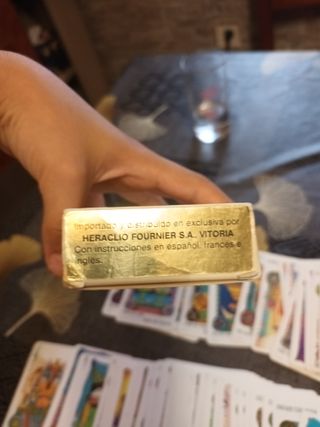 Importado y distribuido en exclusiva por
HERACLIO FOURNIER S.A. VITORIA
Con instrucciones en español, francés e
inglés.